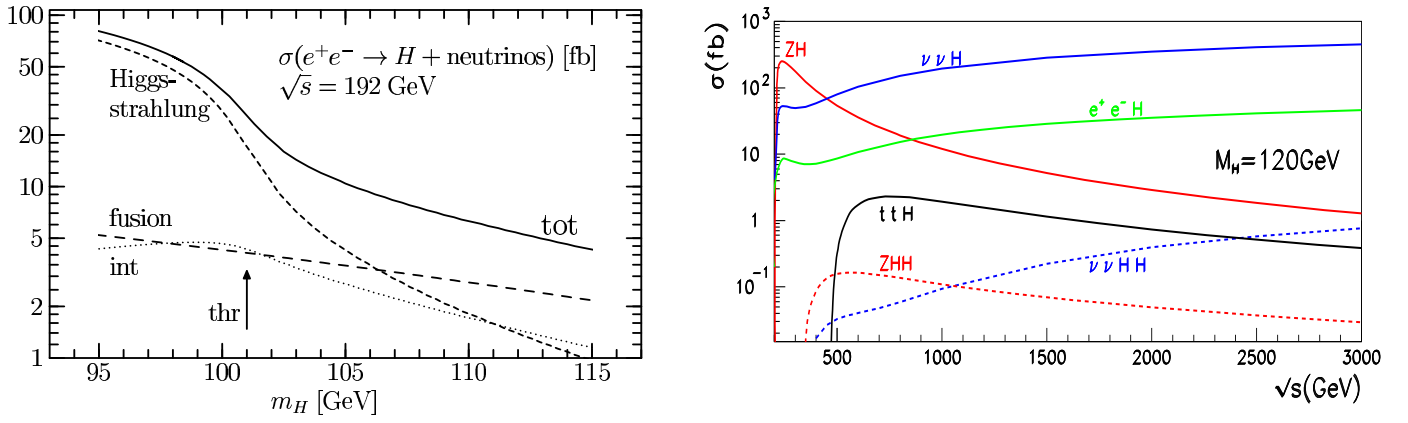 100
50
20
10
5
2
1
σ(e⁺e⁻ → H + neutrinos) [fb]
√s = 192 GeV
Higgs-
strahlung
fusion
int
thr
tot
95 100 105 110 115
m_H [GeV]
σ(fb)
10³
10²
10
1
10⁻¹
ZH
ν ν H
e⁺ e⁻ H
M_H=120GeV
t t H
ZHH
ν ν H H
500 1000 1500 2000 2500 3000
√s(GeV)